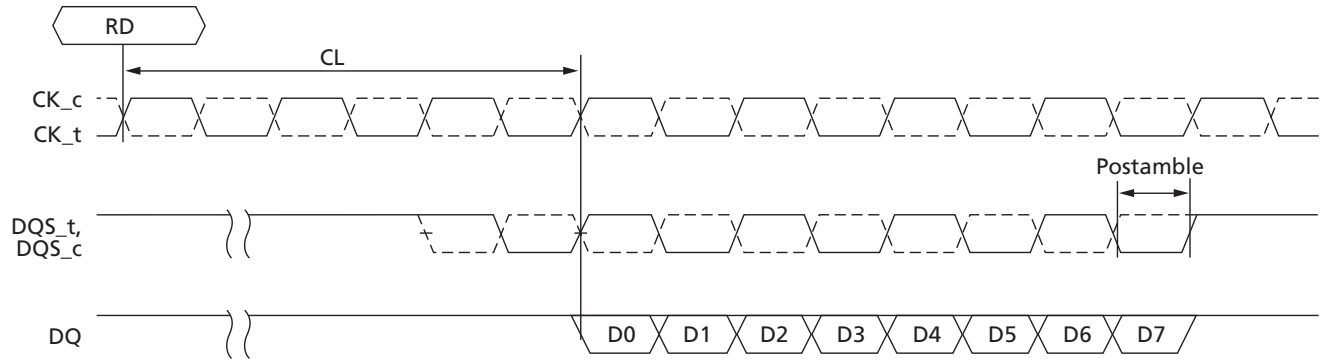 RD
CL
CK_c
CK_t
Postamble
DQS_t,
DQS_c
DQ
D0 D1 D2 D3 D4 D5 D6 D7